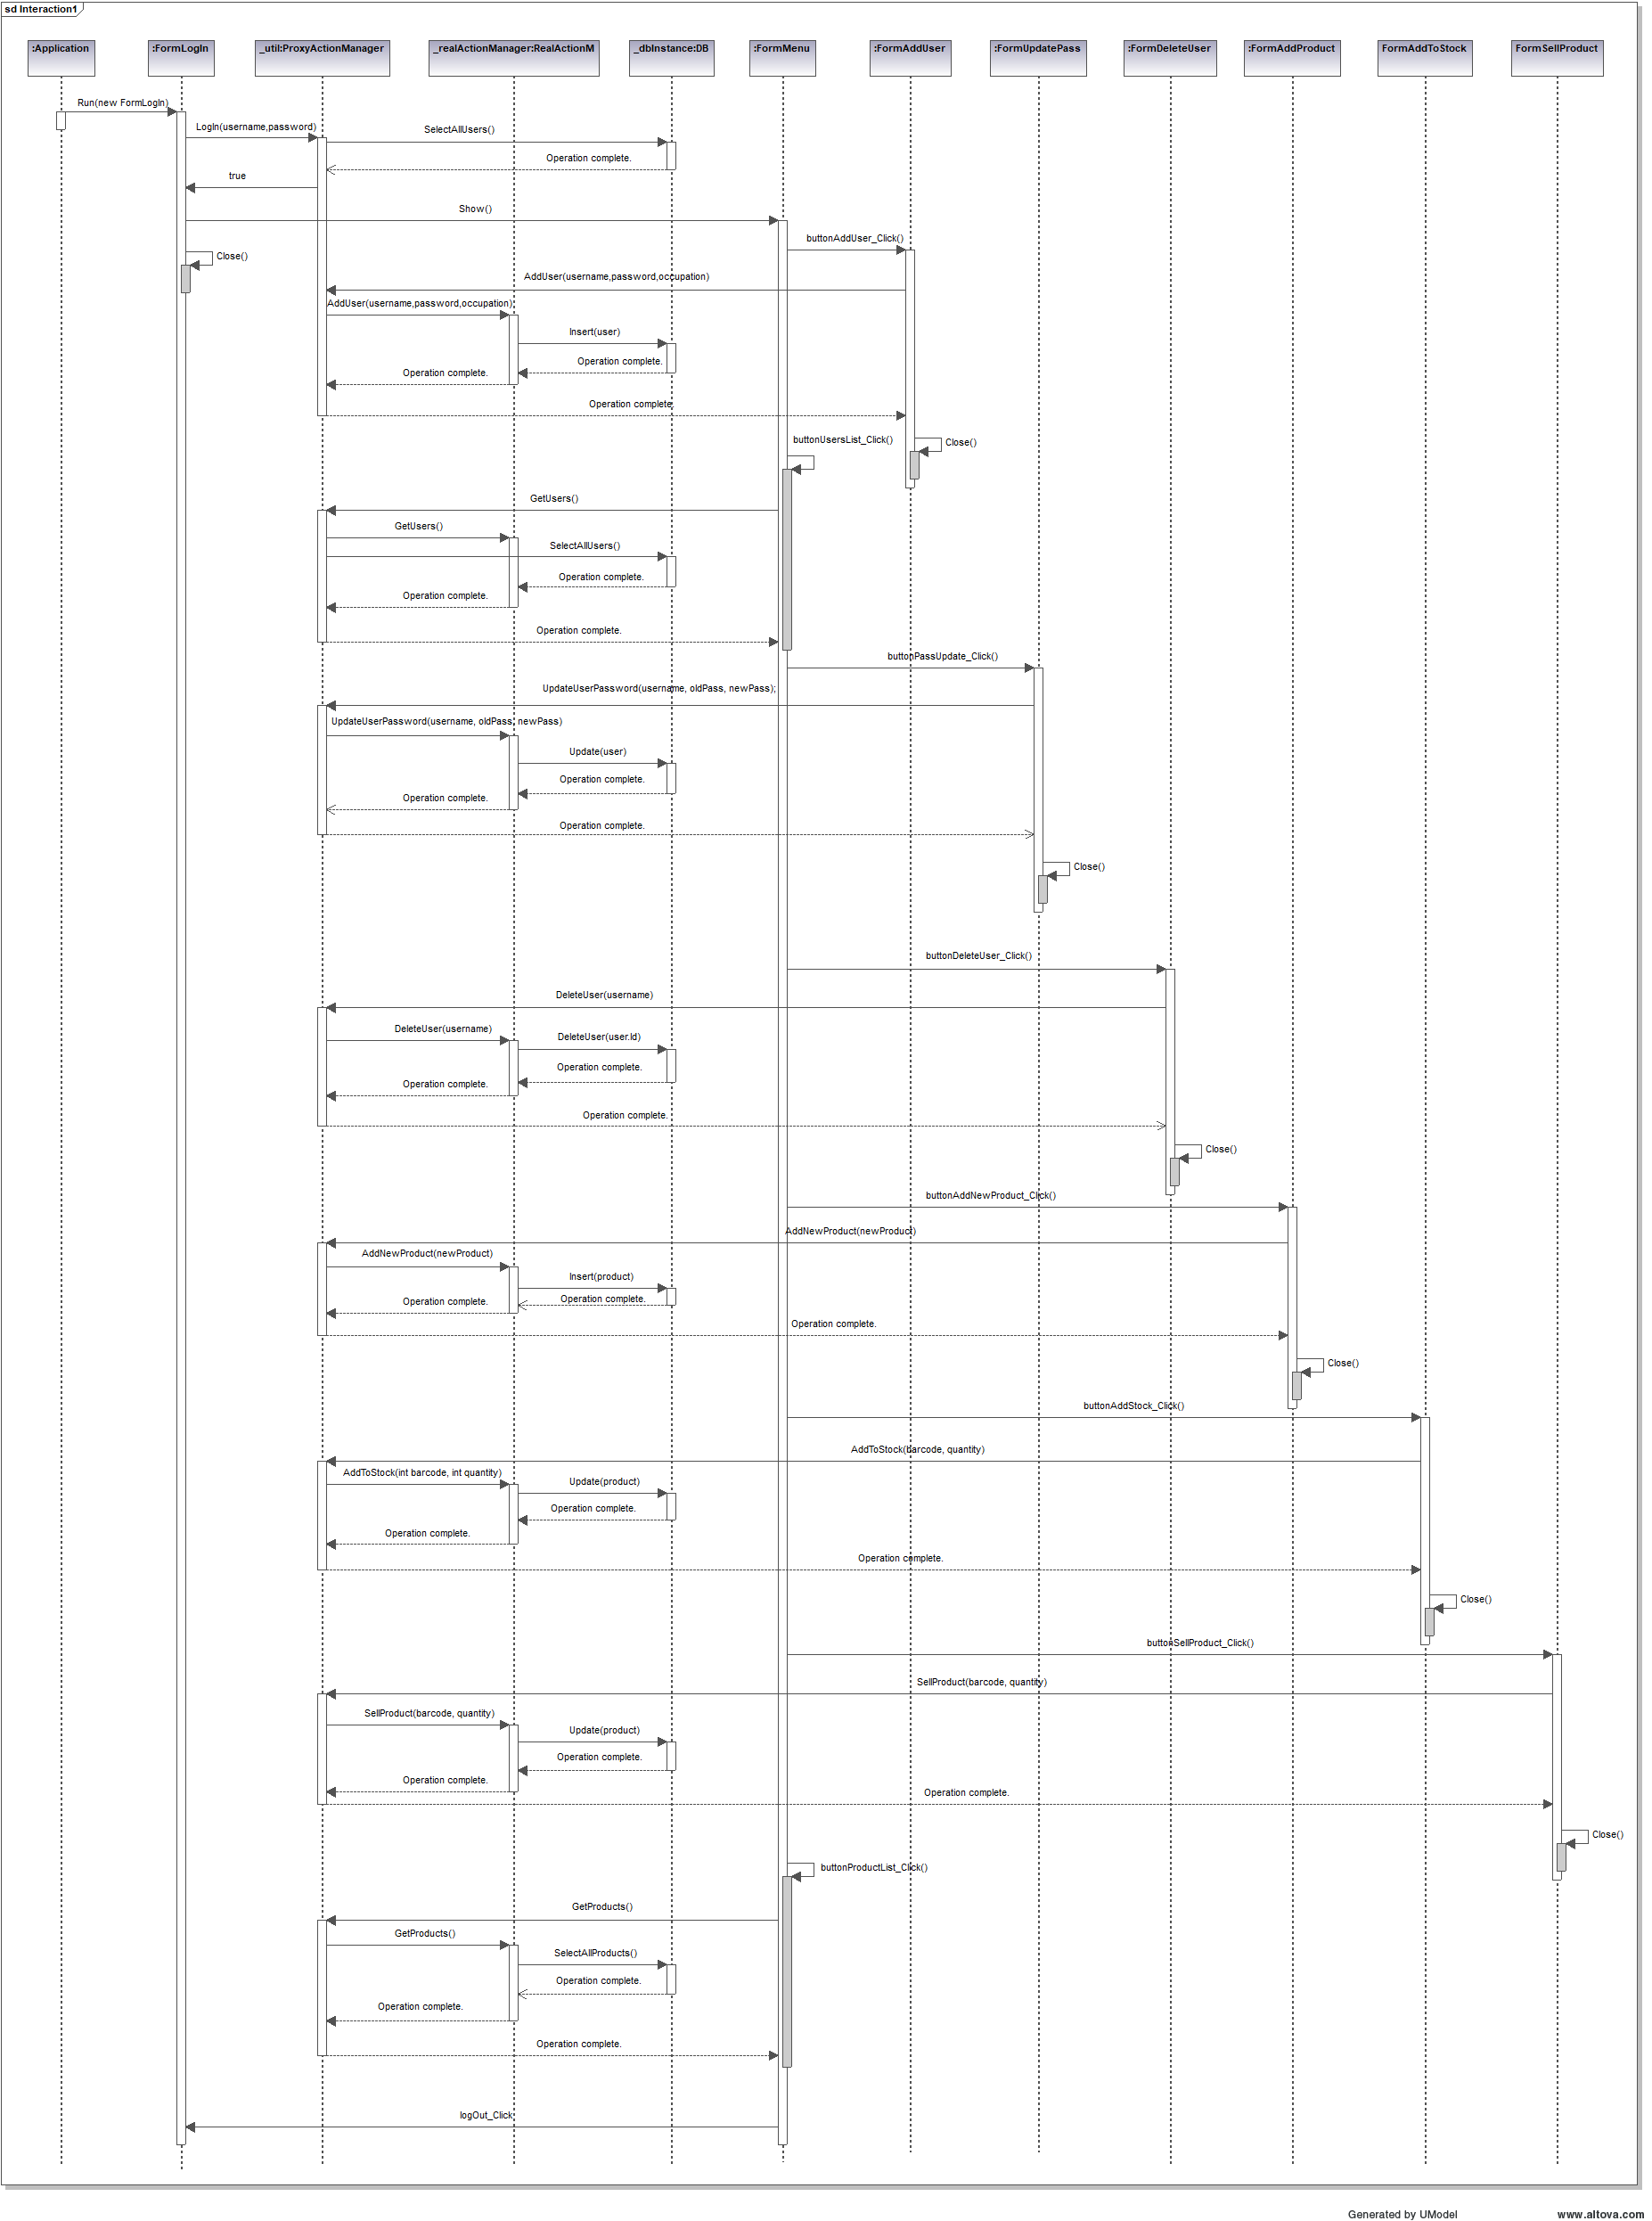 sd Interaction1
:Application
:FormLogIn
_util:ProxyActionManager
_realActionManager:RealActionM
_dbInstance:DB
:FormMenu
:FormAddUser
:FormUpdatePass
:FormDeleteUser
:FormAddProduct
FormAddToStock
FormSellProduct
Run(new FormLogIn)
LogIn(username,password)
SelectAllUsers()
Operation complete.
true
Show()
buttonAddUser_Click()
Close()
AddUser(username,password,occupation)
AddUser(username,password,occupation)
Insert(user)
Operation complete.
Operation complete.
Operation complete.
buttonUsersList_Click()
Close()
GetUsers()
GetUsers()
SelectAllUsers()
Operation complete.
Operation complete.
Operation complete.
buttonPassUpdate_Click()
UpdateUserPassword(username, oldPass, newPass);
UpdateUserPassword(username, oldPass, newPass)
Update(user)
Operation complete.
Operation complete.
Operation complete.
Close()
buttonDeleteUser_Click()
DeleteUser(username)
DeleteUser(username)
DeleteUser(user.Id)
Operation complete.
Operation complete.
Operation complete.
Close()
buttonAddNewProduct_Click()
AddNewProduct(newProduct)
AddNewProduct(newProduct)
Insert(product)
Operation complete.
Operation complete.
Operation complete.
Close()
buttonAddStock_Click()
AddToStock(barcode, quantity)
AddToStock(int barcode, int quantity)
Update(product)
Operation complete.
Operation complete.
Operation complete.
Close()
buttonSellProduct_Click()
SellProduct(barcode, quantity)
SellProduct(barcode, quantity)
Update(product)
Operation complete.
Operation complete.
Operation complete.
Close()
buttonProductList_Click()
GetProducts()
GetProducts()
SelectAllProducts()
Operation complete.
Operation complete.
Operation complete.
logOut_Click
Generated by UModel
www.altova.com